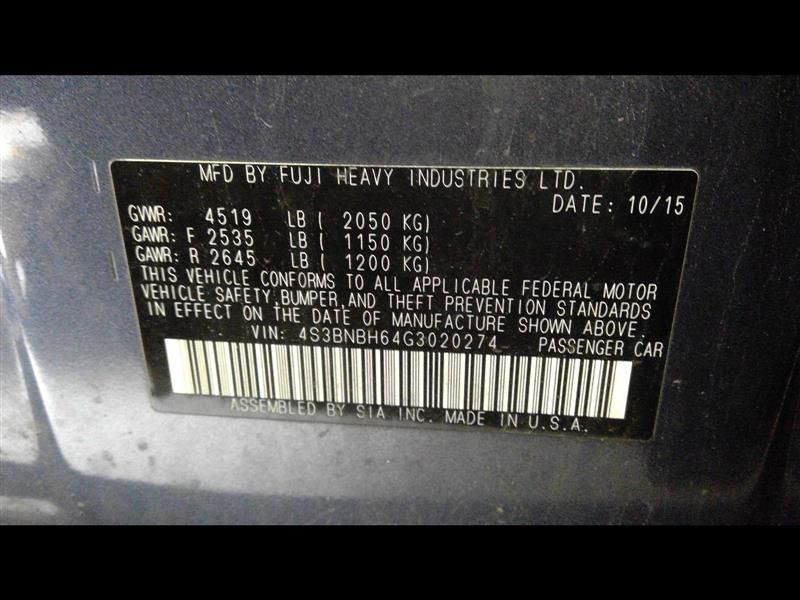 MFD BY FUJI HEAVY INDUSTRIES LTD.
DATE: 10/15
GVWR: 4519 LB ( 2050 KG)
GAWR: F 2535 LB ( 1150 KG)
GAWR: R 2645 LB ( 1200 KG)
THIS VEHICLE CONFORMS TO ALL APPLICABLE FEDERAL MOTOR
VEHICLE SAFETY,BUMPER,AND THEFT PREVENTION STANDARDS
IN EFFECT ON THE DATE OF MANUFACTURE SHOWN ABOVE.
VIN: 4S3BNBH64G3020274 PASSENGER CAR
ASSEMBLED BY SIA INC. MADE IN U.S.A.